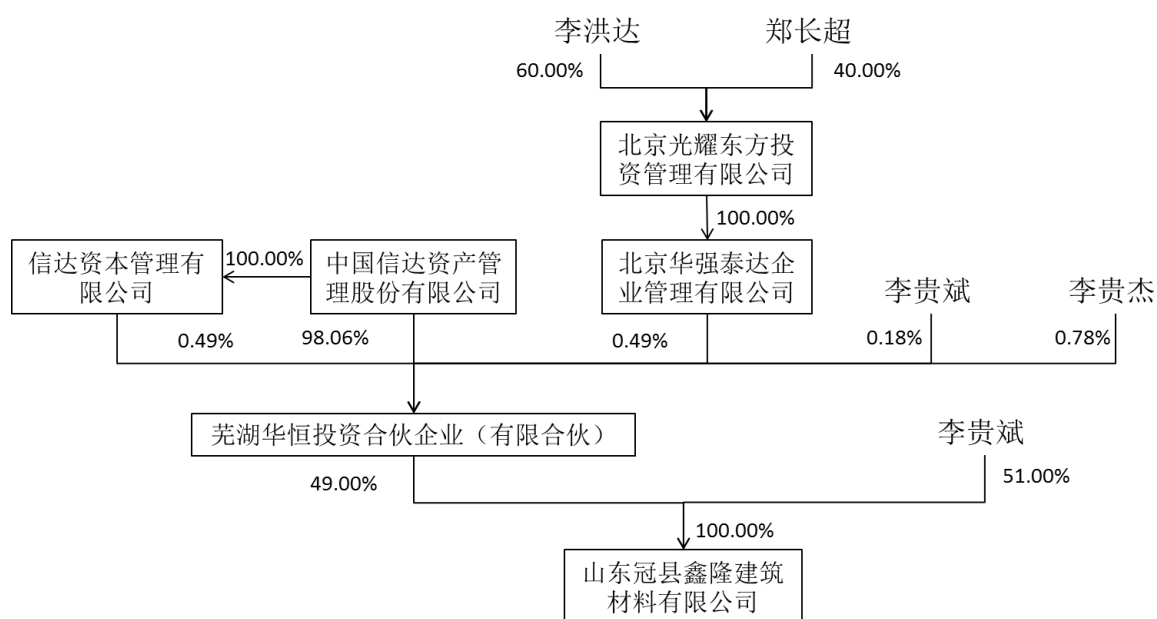 李洪达
郑长超
60.00%
40.00%
北京光耀东方投
资管理有限公司
100.00%
信达资本管理有
限公司
100.00%
中国信达资产管
理股份有限公司
北京华强泰达企
业管理有限公司
李贵斌
李贵杰
0.49%
98.06%
0.49%
0.18%
0.78%
芜湖华恒投资合伙企业（有限合伙）
李贵斌
49.00%
51.00%
100.00%
山东冠县鑫隆建筑
材料有限公司